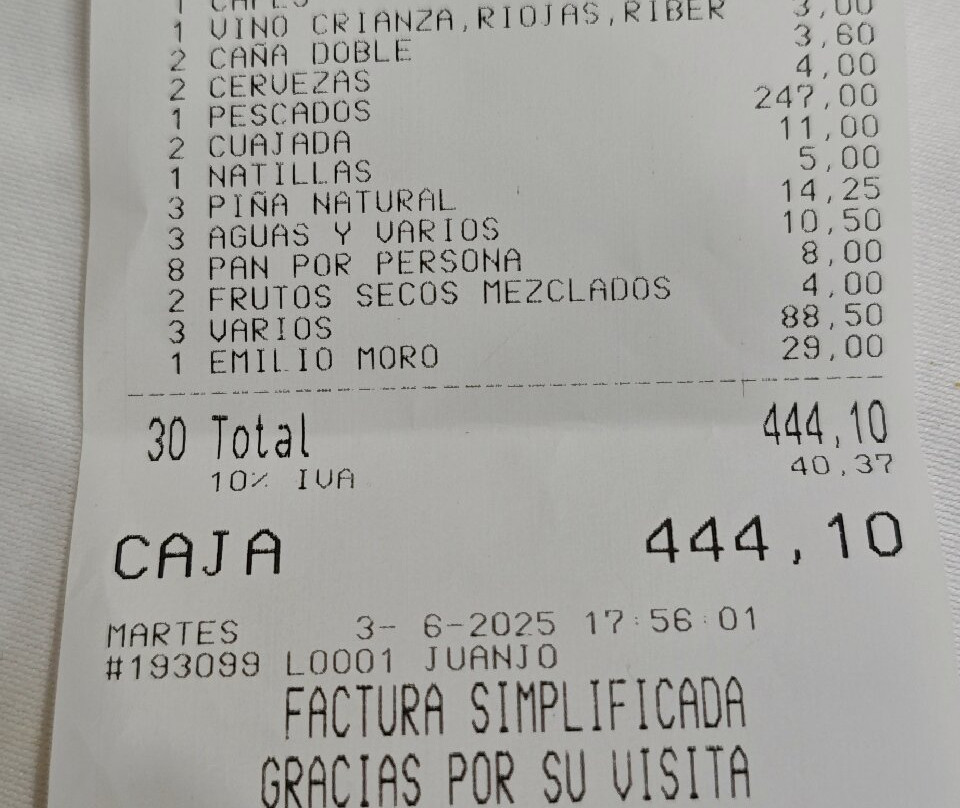 1 VINO CRIANZA,RIOJAS,RIBER 3,00
2 CAÑA DOBLE 3,60
2 CERVEZAS 4,00
1 PESCADOS 247,00
2 CUAJADA 11,00
1 NATILLAS 5,00
3 PIÑA NATURAL 14,25
3 AGUAS Y VARIOS 10,50
8 PAN POR PERSONA 8,00
2 FRUTOS SECOS MEZCLADOS 4,00
3 VARIOS 88,50
1 EMILIO MORO 29,00
30 Total 444,10
10% IVA 40,37
CAJA 444,10
MARTES 3- 6-2025 17:56:01
#193099 L0001 JUANJO
FACTURA SIMPLIFICADA
GRACIAS POR SU VISITA